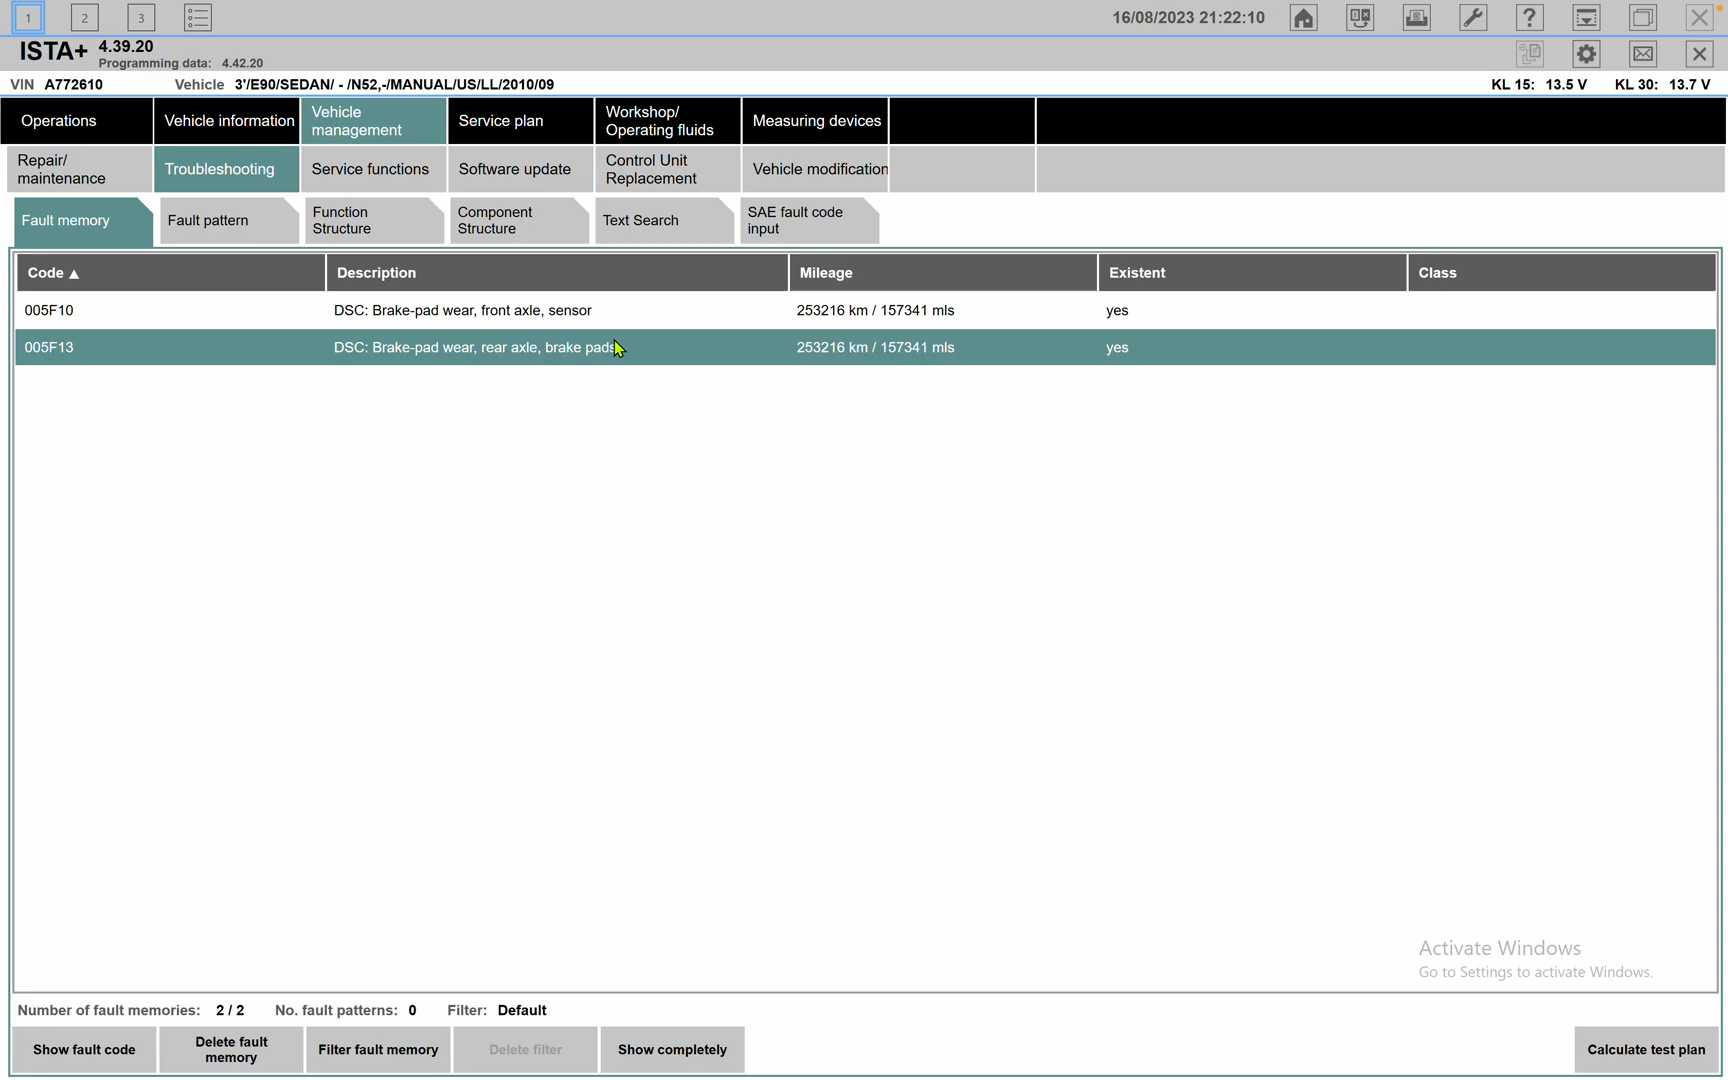 1 2 3 16/08/2023 21:22:10 ?
ISTA+ 4.39.20
Programming data: 4.42.20
VIN A772610 Vehicle 3'/E90/SEDAN/ - /N52,-/MANUAL/US/LL/2010/09 KL 15: 13.5 V KL 30: 13.7 V
Operations
Vehicle information
Vehicle
management
Service plan
Workshop/
Operating fluids
Measuring devices
Repair/
maintenance
Troubleshooting
Service functions
Software update
Control Unit
Replacement
Vehicle modification
Fault memory
Fault pattern
Function
Structure
Component
Structure
Text Search
SAE fault code
input
Code ▲ Description Mileage Existent Class
005F10 DSC: Brake-pad wear, front axle, sensor 253216 km / 157341 mls yes
005F13 DSC: Brake-pad wear, rear axle, brake pads 253216 km / 157341 mls yes
Activate Windows
Go to Settings to activate Windows.
Number of fault memories: 2 / 2 No. fault patterns: 0 Filter: Default
Show fault code
Delete fault
memory
Filter fault memory
Delete filter
Show completely
Calculate test plan